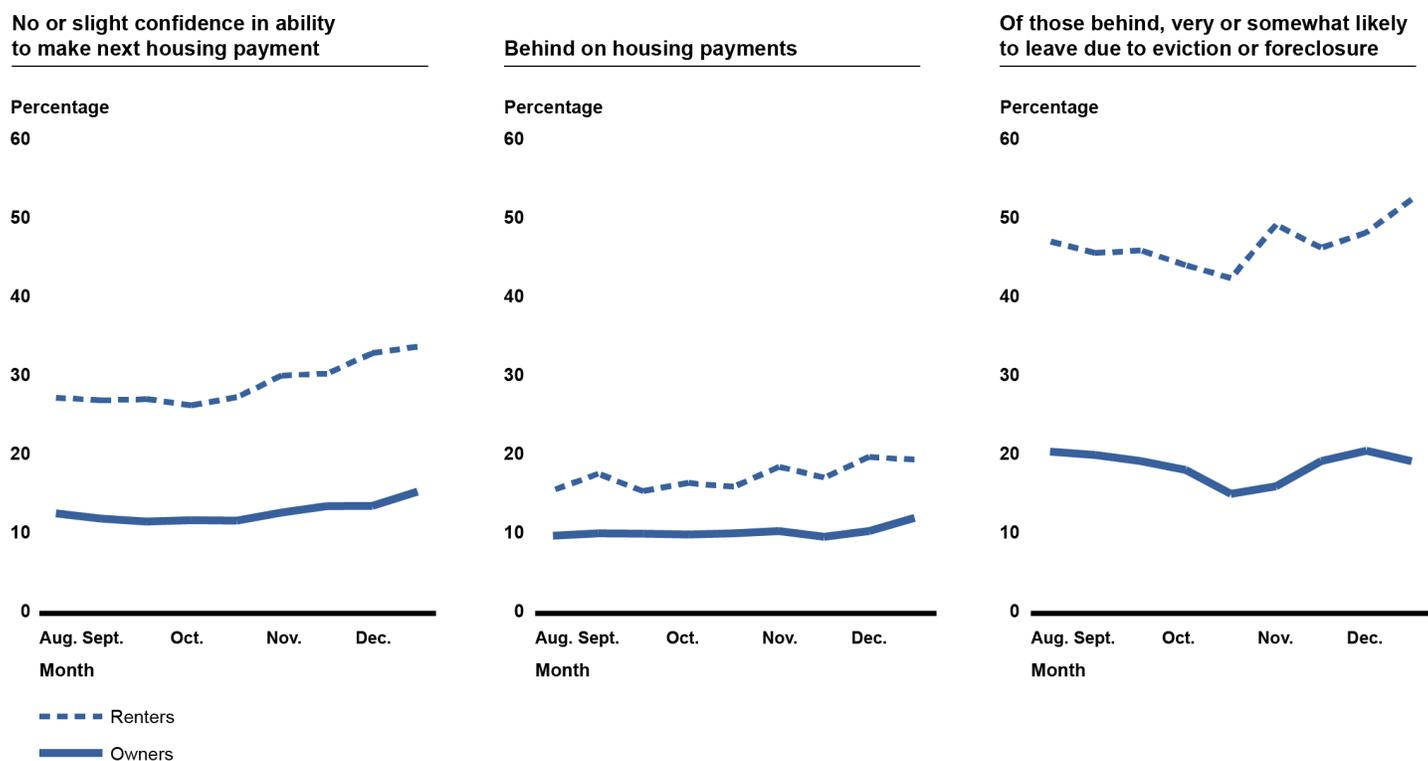 No or slight confidence in ability
to make next housing payment
Percentage
60
50
40
30
20
10
0
Aug. Sept. Oct. Nov. Dec.
Month
Renters
Owners
Behind on housing payments
Percentage
60
50
40
30
20
10
0
Aug. Sept. Oct. Nov. Dec.
Month
Of those behind, very or somewhat likely
to leave due to eviction or foreclosure
Percentage
60
50
40
30
20
10
0
Aug. Sept. Oct. Nov. Dec.
Month